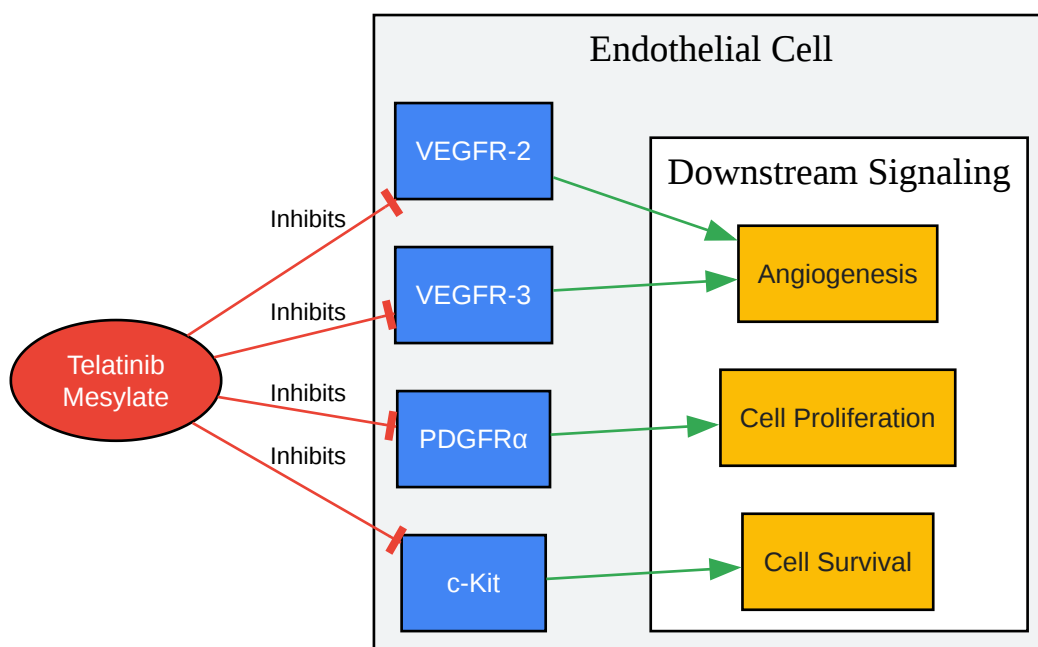 Endothelial Cell
VEGFR-2
Downstream Signaling
Inhibits
Angiogenesis
VEGFR-3
Inhibits
Telatinib
Mesylate
Inhibits
PDGFRα
Cell Proliferation
Inhibits
c-Kit
Cell Survival